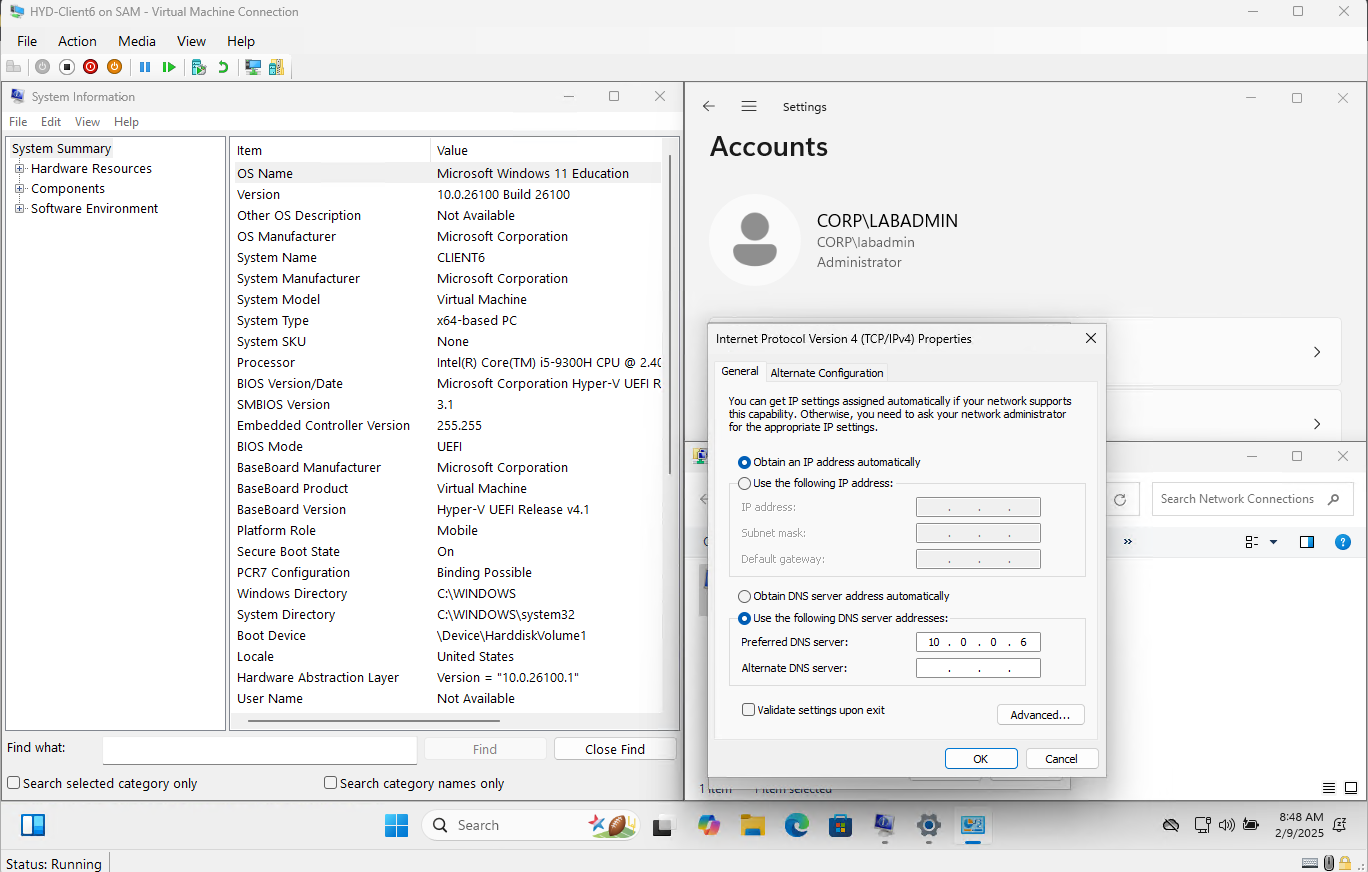 HYD-Client6 on SAM - Virtual Machine Connection
File Action Media View Help
System Information
File Edit View Help
System Summary
Hardware Resources
Components
Software Environment
Item Value
OS Name Microsoft Windows 11 Education
Version 10.0.26100 Build 26100
Other OS Description Not Available
OS Manufacturer Microsoft Corporation
System Name CLIENT6
System Manufacturer Microsoft Corporation
System Model Virtual Machine
System Type x64-based PC
System SKU None
Processor Intel(R) Core(TM) i5-9300H CPU @ 2.40
BIOS Version/Date Microsoft Corporation Hyper-V UEFI R
SMBIOS Version 3.1
Embedded Controller Version 255.255
BIOS Mode UEFI
BaseBoard Manufacturer Microsoft Corporation
BaseBoard Product Virtual Machine
BaseBoard Version Hyper-V UEFI Release v4.1
Platform Role Mobile
Secure Boot State On
PCR7 Configuration Binding Possible
Windows Directory C:\WINDOWS
System Directory C:\WINDOWS\system32
Boot Device \Device\HarddiskVolume1
Locale United States
Hardware Abstraction Layer Version = "10.0.26100.1"
User Name Not Available
Find what: Find Close Find
Search selected category only Search category names only
Settings
Accounts
CORP\LABADMIN
CORP\labadmin
Administrator
Internet Protocol Version 4 (TCP/IPv4) Properties
General Alternate Configuration
You can get IP settings assigned automatically if your network supports
this capability. Otherwise, you need to ask your network administrator
for the appropriate IP settings.
Obtain an IP address automatically
Use the following IP address:
IP address: . . .
Subnet mask: . . .
Default gateway: . . .
Obtain DNS server address automatically
Use the following DNS server addresses:
Preferred DNS server: 10 . 0 . 0 . 6
Alternate DNS server: . . .
Validate settings upon exit
Advanced...
OK Cancel
Search Network Connections
1 item 1 item selected
Search
8:48 AM
2/9/2025
Status: Running